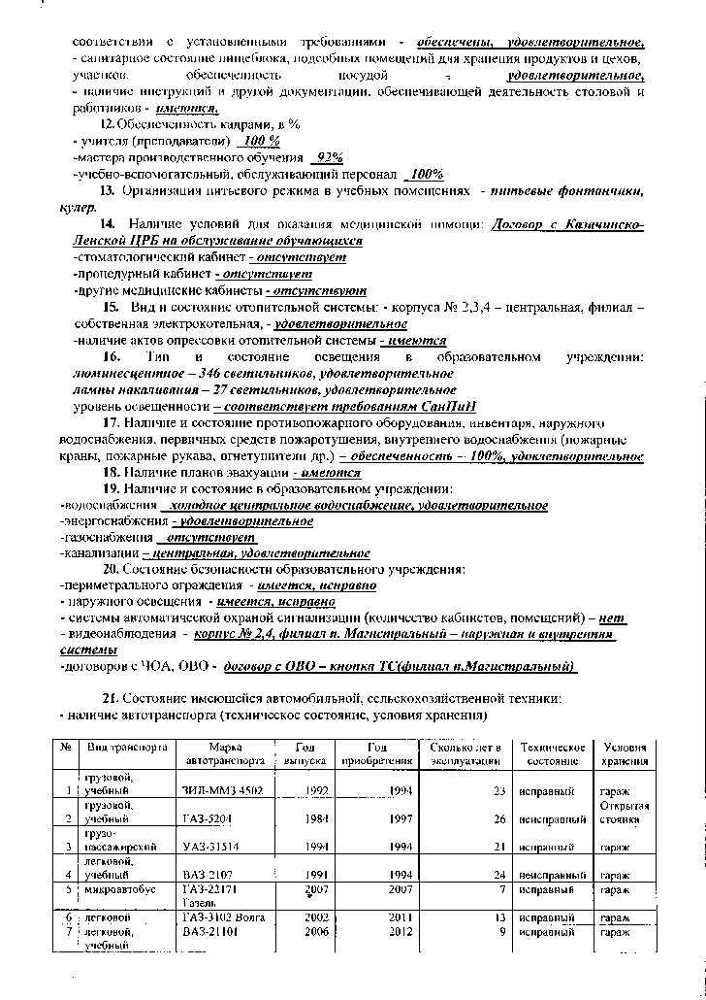 соответствии с установленными требованиями - обеспечены, удовлетворительное,
- санитарное состояние пищеблока, подсобных помещений для хранения продуктов и цехов,
участков, обеспеченность посудой - удовлетворительное,
- наличие инструкций и другой документации, обеспечивающей деятельность столовой и
работников - имеются.
12. Обеспеченность кадрами, в %
- учителя (преподаватели) 100 %
-мастера производственного обучения 92%
-учебно-вспомогательный, обслуживающий персонал 100%
13. Организация питьевого режима в учебных помещениях - питьевые фонтанчики,
кулер.
14. Наличие условий для оказания медицинской помощи: Договор с Казачинско-
Ленской ЦРБ на обслуживание обучающихся
-стоматологический кабинет - отсутствует
-процедурный кабинет - отсутствует
-другие медицинские кабинеты - отсутствуют
15. Вид и состояние отопительной системы: - корпуса № 2,3,4 – центральная, филиал –
собственная электрокотельная, - удовлетворительное
-наличие актов опрессовки отопительной системы - имеются
16. Тип и состояние освещения в образовательном учреждении:
люминесцентное – 346 светильников, удовлетворительное
лампы накаливания – 27 светильников, удовлетворительное
уровень освещенности – соответствует требованиям СанПиН
17. Наличие и состояние противопожарного оборудования, инвентаря, наружного
водоснабжения, первичных средств пожаротушения, внутреннего водоснабжения (пожарные
краны, пожарные рукава, огнетушители др.) – обеспеченность – 100%, удовлетворительное
18. Наличие планов эвакуации - имеются
19. Наличие и состояние в образовательном учреждении:
-водоснабжения холодное центральное водоснабжение, удовлетворительное
-энергоснабжения - удовлетворительное
-газоснабжения отсутствует
-канализации – центральная, удовлетворительное
20. Состояние безопасности образовательного учреждения:
-периметрального ограждения - имеется, исправно
- наружного освещения - имеется, исправно
- системы автоматической охраной сигнализации (количество кабинетов, помещений) – нет
- видеонаблюдения - корпус № 2,4, филиал п. Магистральный – наружная и внутренняя
системы
-договоров с ЧОА, ОВО - договор с ОВО – кнопка ТС(филиал п.Магистральный)
21. Состояние имеющейся автомобильной, сельскохозяйственной техники:
- наличие автотранспорта (техническое состояние, условия хранения)
№ Вид транспорта Марка автотранспорта Год выпуска Год приобретения Сколько лет в эксплуатации Техническое состояние Условия хранения
1 грузовой, учебный ЗИЛ-ММЗ 4502 1992 1994 23 исправный гараж
2 грузовой, учебный ГАЗ-5204 1984 1997 26 неисправный Открытая стоянка
3 грузо-пассажирский УАЗ-31514 1994 1994 21 исправный гараж
4 легковой, учебный ВАЗ 2107 1991 1994 24 неисправный гараж
5 микроавтобус ГАЗ-22171 Газель 2007 2007 7 исправный гараж
6 легковой ГАЗ-3102 Волга 2002 2011 13 исправный гараж
7 легковой, учебный ВАЗ-21101 2006 2012 9 исправный гараж